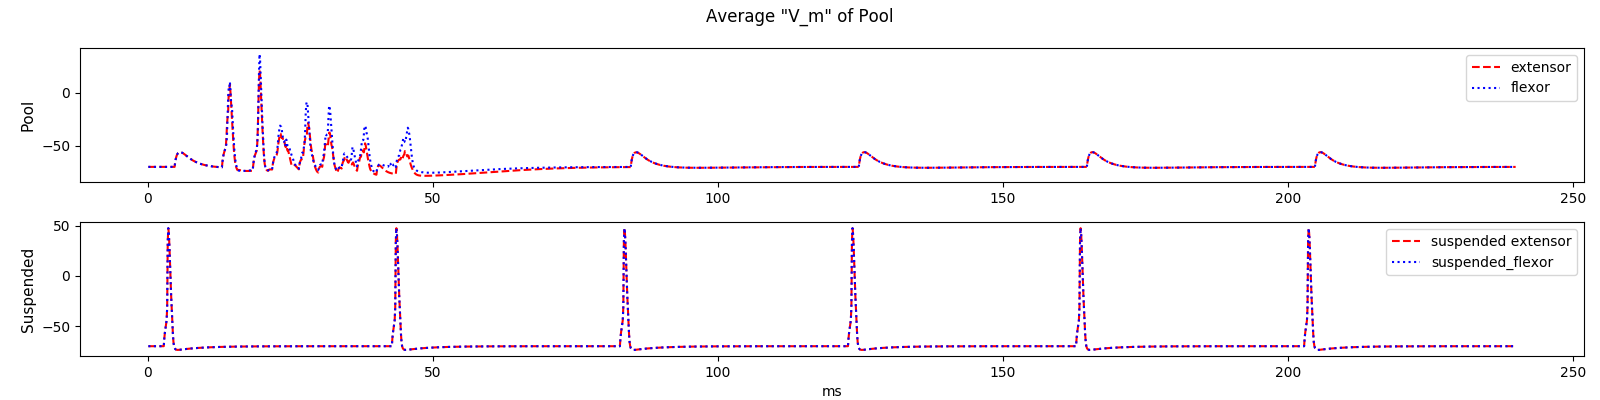 Average "V_m" of Pool
Pool
0
−50
extensor
flexor
0 50 100 150 200 250
Suspended
50
0
−50
suspended extensor
suspended_flexor
0 50 100 150 200 250
ms